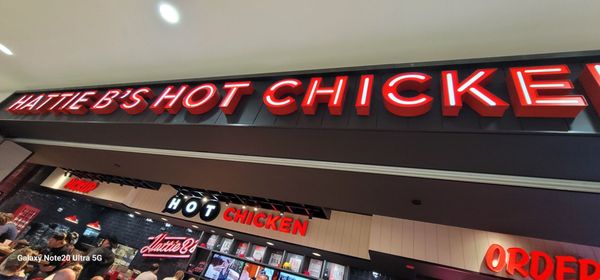 HATTIE B'S HOT CHICKEN
HOT CHICKEN
Hattie B's
ORDER
Galaxy Note20 Ultra 5G